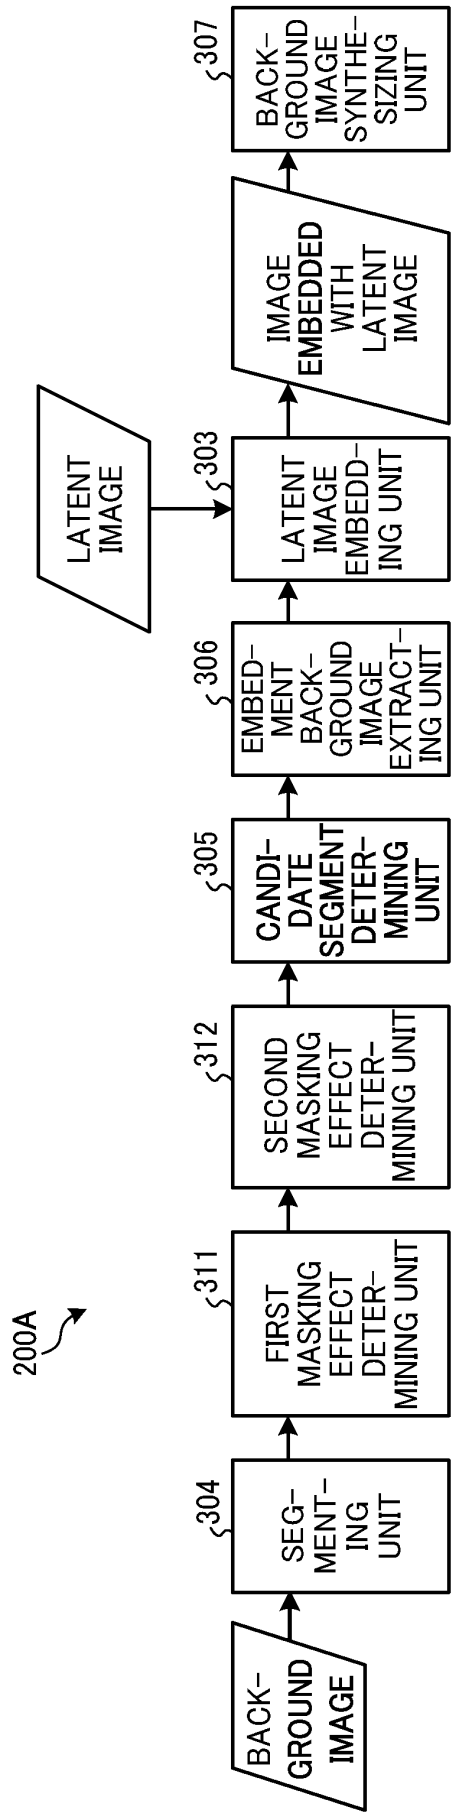 200A
BACK-
GROUND
IMAGE
304
SEG-
MENT-
ING
UNIT
311
FIRST
MASKING
EFFECT
DETER-
MINING UNIT
312
SECOND
MASKING
EFFECT
DETER-
MINING UNIT
305
CANDI-
DATE
SEGMENT
DETER-
MINING
UNIT
306
EMBED-
MENT
BACK-
GROUND
IMAGE
EXTRACT-
ING UNIT
LATENT
IMAGE
303
LATENT
IMAGE
EMBEDD-
ING UNIT
IMAGE
EMBEDDED
WITH
LATENT
IMAGE
307
BACK-
GROUND
IMAGE
SYNTHE-
SIZING
UNIT